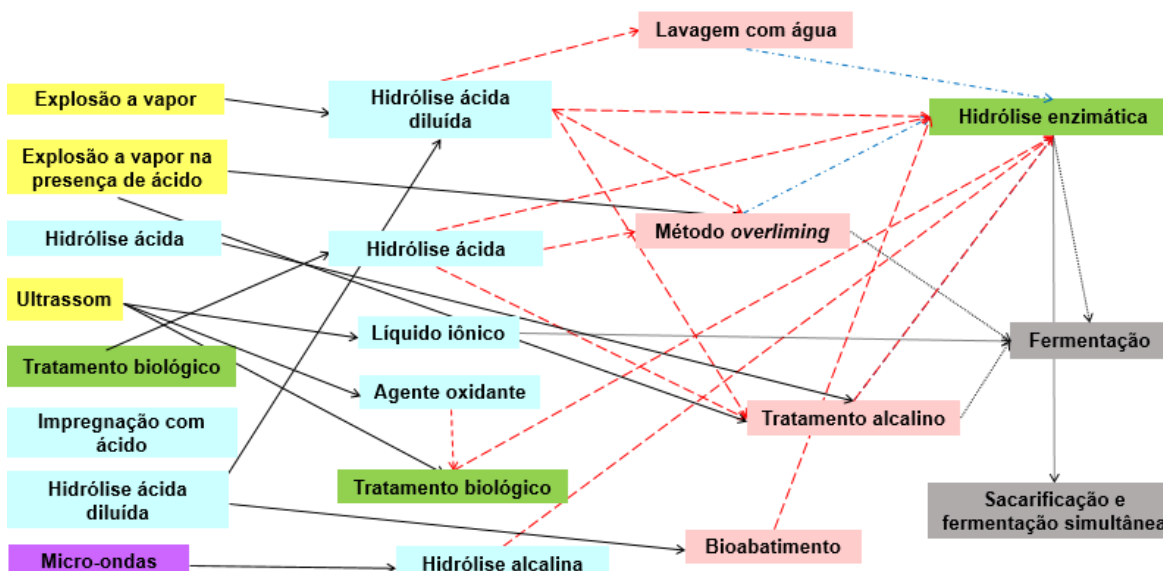 Lavagem com água
Explosão a vapor
Hidrólise ácida
diluída
Hidrólise enzimática
Explosão a vapor na
presença de ácido
Hidrólise ácida
Hidrólise ácida
Método overliming
Ultrassom
Líquido iônico
Fermentação
Tratamento biológico
Agente oxidante
Impregnação com
ácido
Tratamento alcalino
Hidrólise ácida
diluída
Tratamento biológico
Sacarificação e
fermentação simultânea
Bioabatimento
Micro-ondas
Hidrólise alcalina